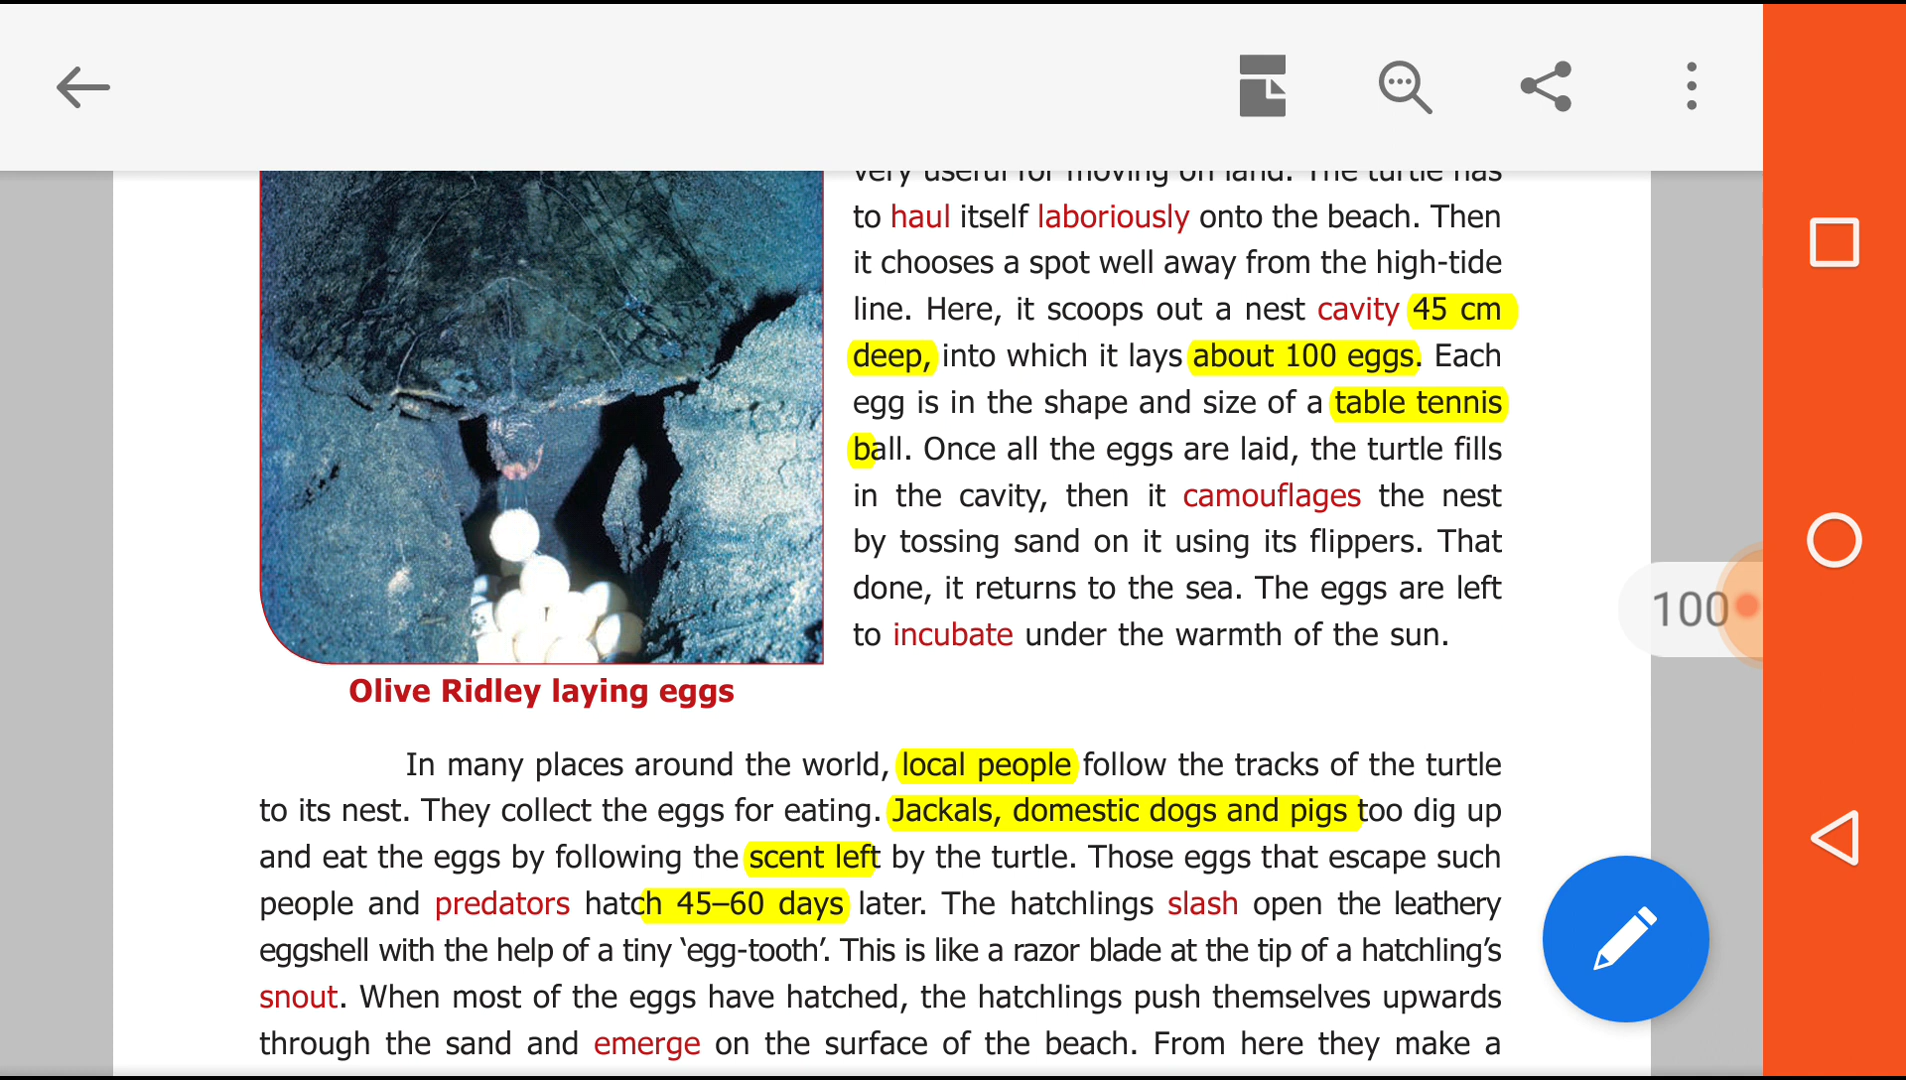 very useful for moving on land. The turtle has
to haul itself laboriously onto the beach. Then
it chooses a spot well away from the high-tide
line. Here, it scoops out a nest cavity 45 cm
deep, into which it lays about 100 eggs. Each
egg is in the shape and size of a table tennis
ball. Once all the eggs are laid, the turtle fills
in the cavity, then it camouflages the nest
by tossing sand on it using its flippers. That
done, it returns to the sea. The eggs are left
to incubate under the warmth of the sun.
100
Olive Ridley laying eggs
In many places around the world, local people follow the tracks of the turtle
to its nest. They collect the eggs for eating. Jackals, domestic dogs and pigs too dig up
and eat the eggs by following the scent left by the turtle. Those eggs that escape such
people and predators hatch 45–60 days later. The hatchlings slash open the leathery
eggshell with the help of a tiny ‘egg-tooth’. This is like a razor blade at the tip of a hatchling’s
snout. When most of the eggs have hatched, the hatchlings push themselves upwards
through the sand and emerge on the surface of the beach. From here they make a